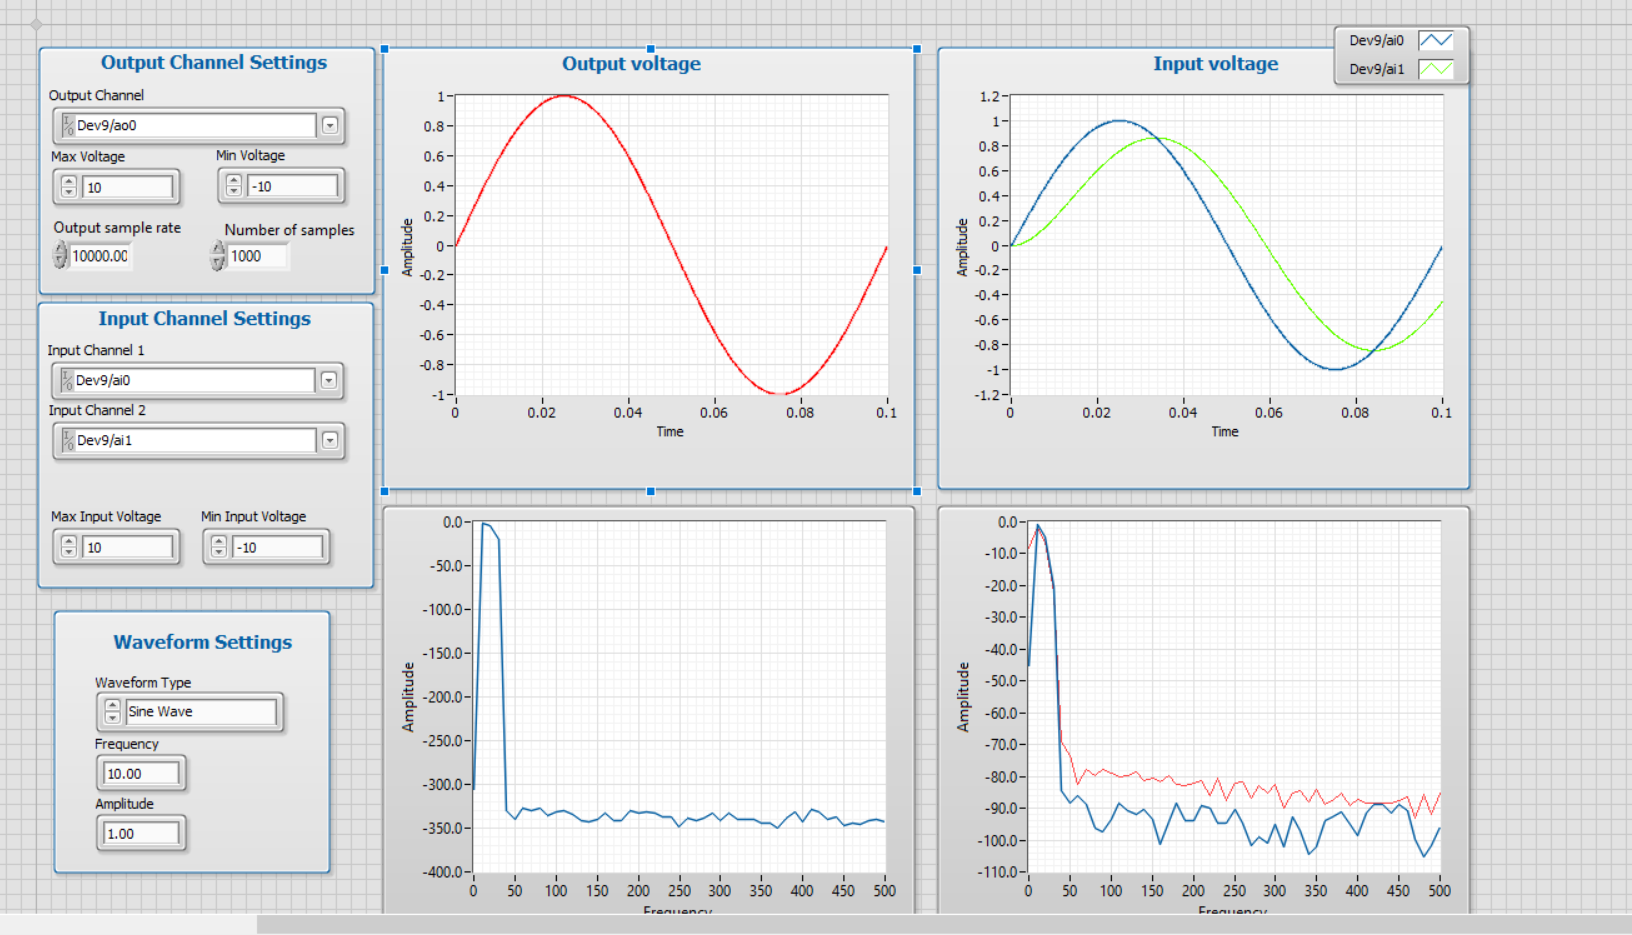 Output Channel Settings
Output Channel
I/O Dev9/ao0
Max Voltage
Min Voltage
10
-10
Output sample rate
Number of samples
10000.00
1000
Input Channel Settings
Input Channel 1
I/O Dev9/ai0
Input Channel 2
I/O Dev9/ai1
Max Input Voltage
Min Input Voltage
10
-10
Waveform Settings
Waveform Type
Sine Wave
Frequency
10.00
Amplitude
1.00
Output voltage
Amplitude
1
0.8
0.6
0.4
0.2
0
-0.2
-0.4
-0.6
-0.8
-1
0 0.02 0.04 0.06 0.08 0.1
Time
Input voltage
Dev9/ai0
Dev9/ai1
Amplitude
1.2
1
0.8
0.6
0.4
0.2
0
-0.2
-0.4
-0.6
-0.8
-1
-1.2
0 0.02 0.04 0.06 0.08 0.1
Time
Amplitude
0.0
-50.0
-100.0
-150.0
-200.0
-250.0
-300.0
-350.0
-400.0
0 50 100 150 200 250 300 350 400 450 500
Frequency
Amplitude
0.0
-10.0
-20.0
-30.0
-40.0
-50.0
-60.0
-70.0
-80.0
-90.0
-100.0
-110.0
0 50 100 150 200 250 300 350 400 450 500
Frequency